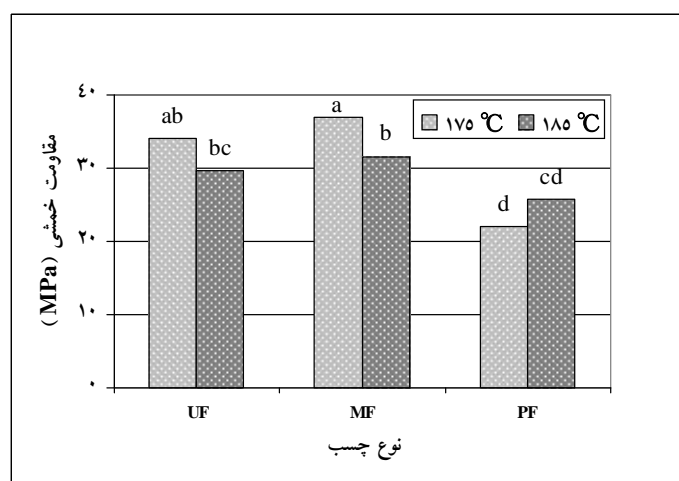 ۱۷۵ ℃ ۱۸۵ ℃
مقاومت خمشی (MPa)
۴۰
۳۰
۲۰
۱۰
۰
ab
bc
a
b
d
cd
UF MF PF
نوع چسب